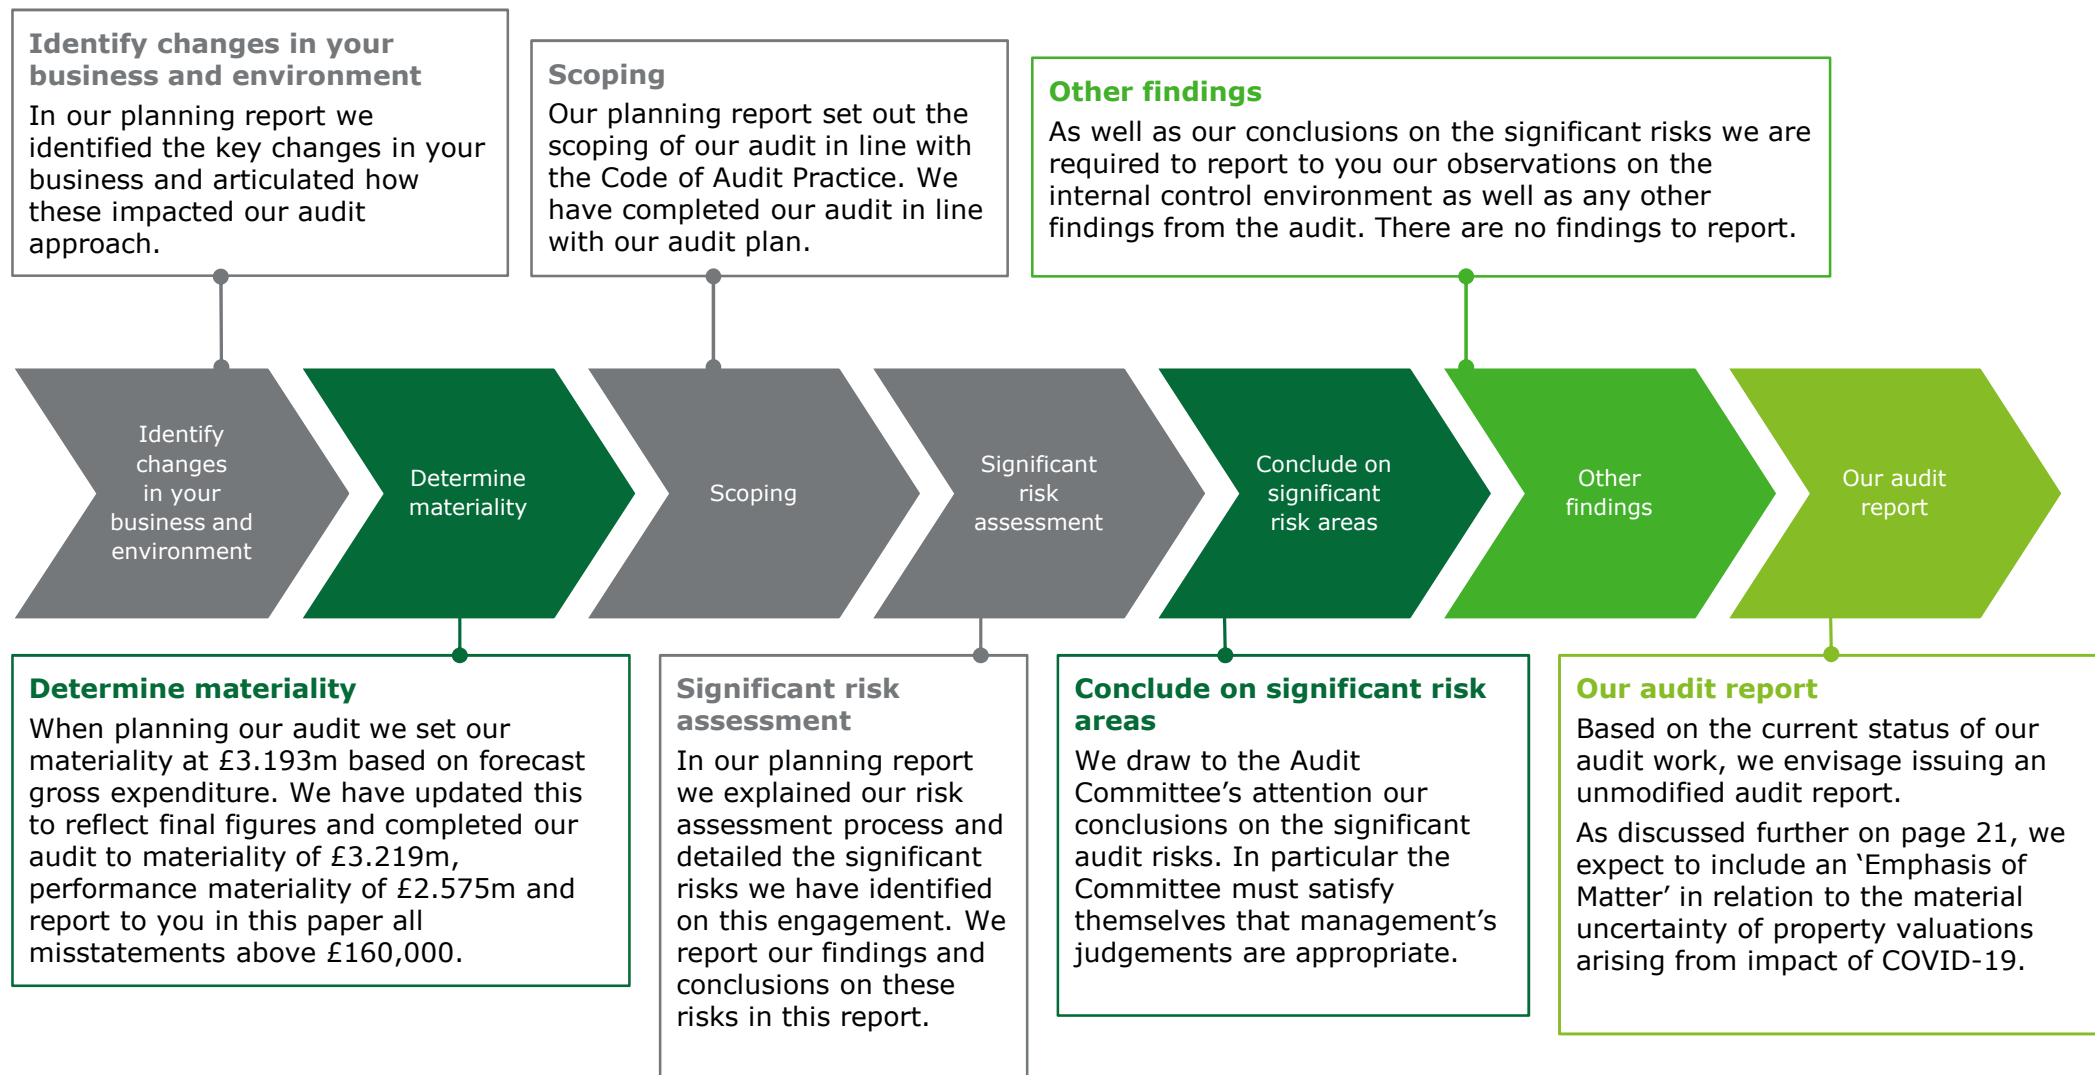 Identify changes in your
business and environment
In our planning report we
identified the key changes in your
business and articulated how
these impacted our audit
approach.
Scoping
Our planning report set out the
scoping of our audit in line with
the Code of Audit Practice. We
have completed our audit in line
with our audit plan.
Other findings
As well as our conclusions on the significant risks we are
required to report to you our observations on the
internal control environment as well as any other
findings from the audit. There are no findings to report.
Identify
changes
in your
business and
environment
Determine
materiality
Scoping
Significant
risk
assessment
Conclude on
significant
risk areas
Other
findings
Our audit
report
Determine materiality
When planning our audit we set our
materiality at £3.193m based on forecast
gross expenditure. We have updated this
to reflect final figures and completed our
audit to materiality of £3.219m,
performance materiality of £2.575m and
report to you in this paper all
misstatements above £160,000.
Significant risk
assessment
In our planning report
we explained our risk
assessment process and
detailed the significant
risks we have identified
on this engagement. We
report our findings and
conclusions on these
risks in this report.
Conclude on significant risk
areas
We draw to the Audit
Committee’s attention our
conclusions on the significant
audit risks. In particular the
Committee must satisfy
themselves that management’s
judgements are appropriate.
Our audit report
Based on the current status of our
audit work, we envisage issuing an
unmodified audit report.
As discussed further on page 21, we
expect to include an ‘Emphasis of
Matter’ in relation to the material
uncertainty of property valuations
arising from impact of COVID-19.